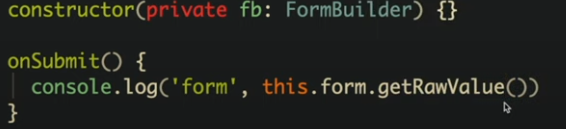 constructor(private fb: FormBuilder) {}
onSubmit() {
console.log('form', this.form.getRawValue())
}